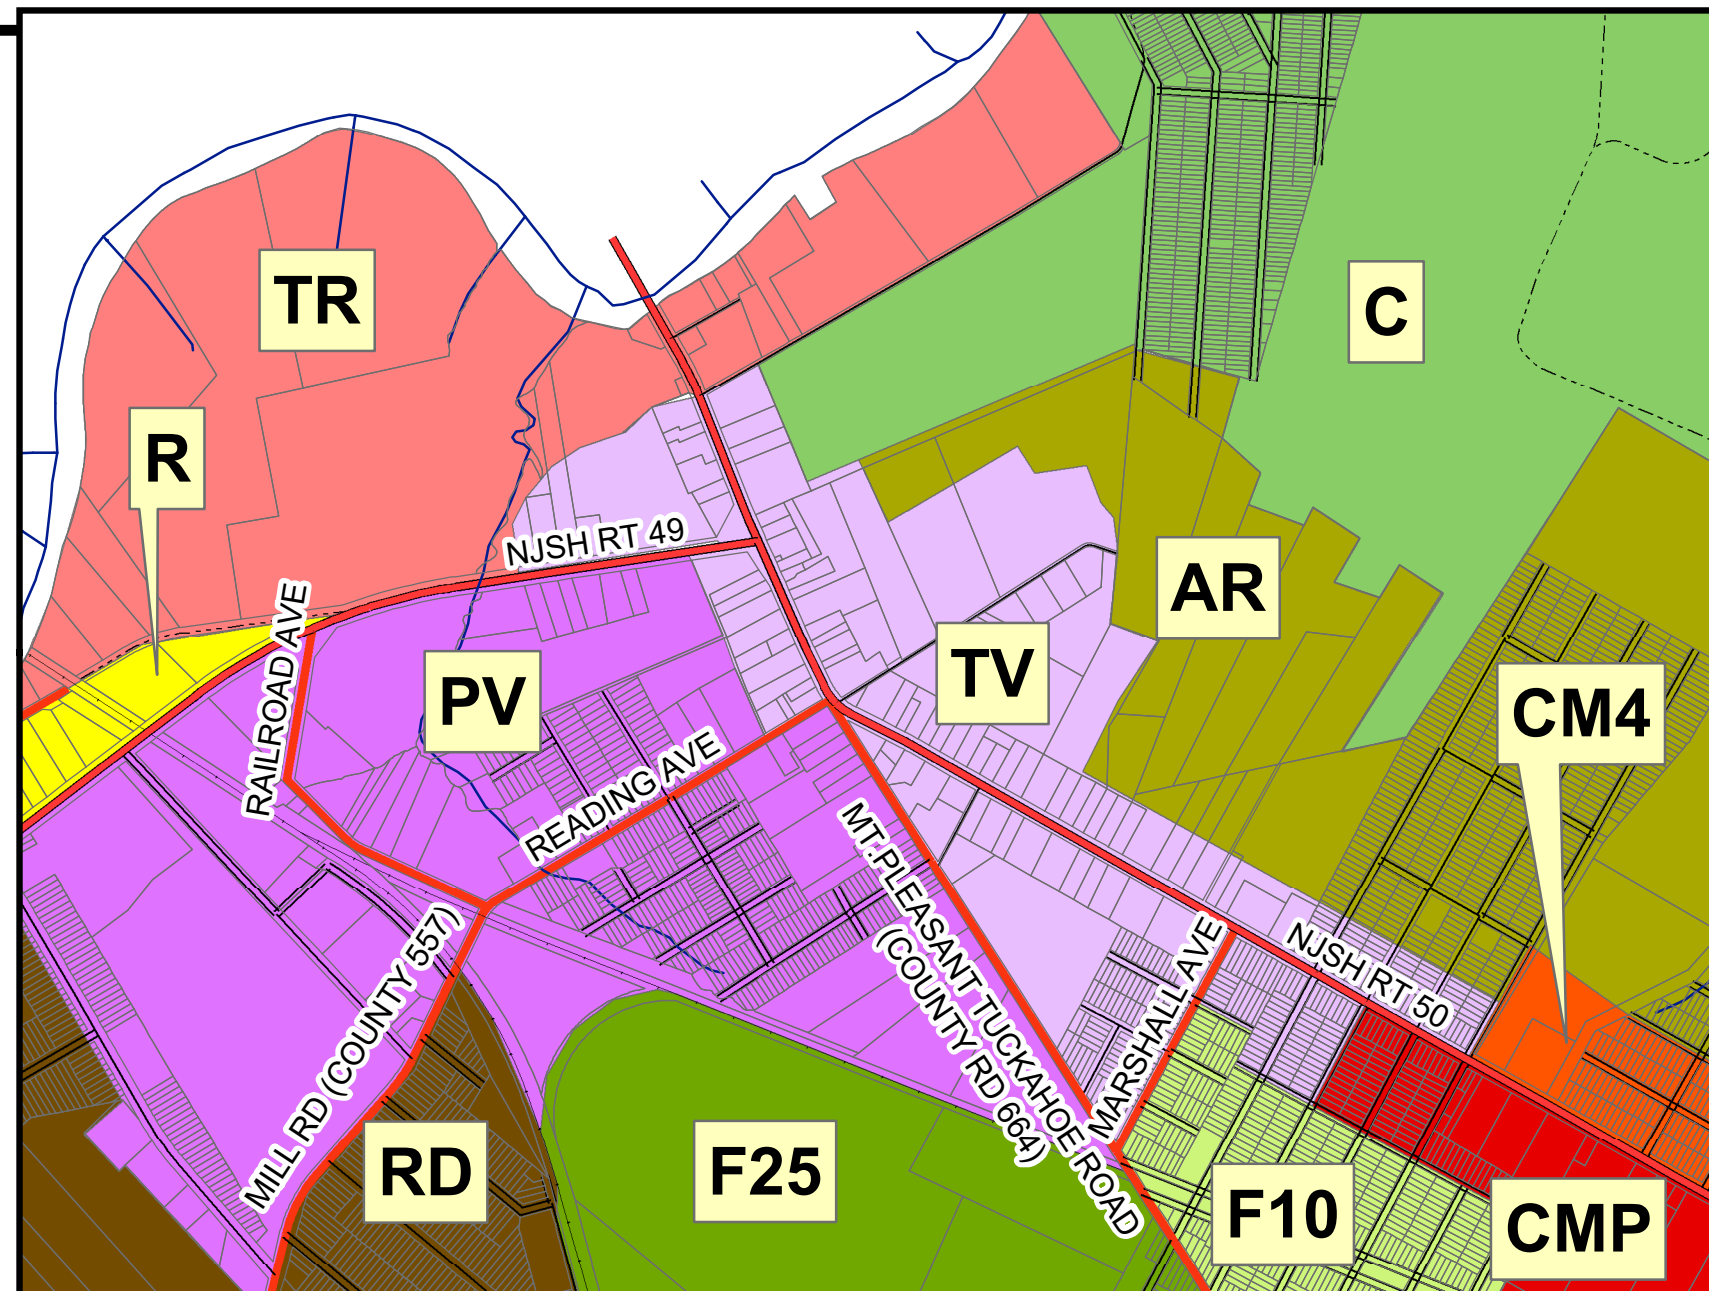 TR
C
R
NJSH RT 49
AR
RAILROAD AVE
PV
TV
CM4
READING AVE
MT.PLEASANT TUCKAHOE ROAD
(COUNTY RD 664)
MILL RD (COUNTY 557)
MARSHALL AVE
NJSH RT 50
RD
F25
F10
CMP